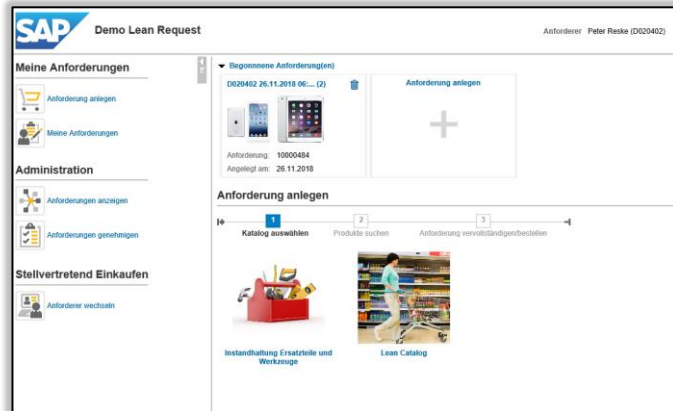 SAP
Demo Lean Request
Anforderer Peter Reske (D020402)
Meine Anforderungen
Anforderung anlegen
Meine Anforderungen
Administration
Anforderungen anzeigen
Anforderungen genehmigen
Stellvertretend Einkaufen
Anforderer wechseln
Begonnnene Anforderung(en)
D020402 26.11.2018 06:... (2)
Anforderung: 10000484
Angelegt am: 26.11.2018
Anforderung anlegen
Anforderung anlegen
1
Katalog auswählen
2
Produkte suchen
3
Anforderung vervollständigen/bestellen
Instandhaltung Ersatzteile und
Werkzeuge
Lean Catalog